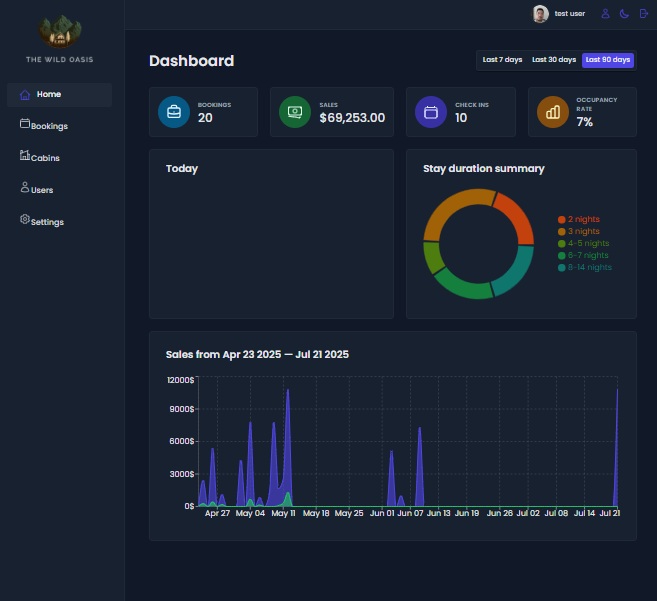 test user
THE WILD OASIS
Home
Bookings
Cabins
Users
Settings
Dashboard
Last 7 days Last 30 days Last 90 days
BOOKINGS
20
SALES
$69,253.00
CHECK INS
10
OCCUPANCY
RATE
7%
Today
Stay duration summary
2 nights
3 nights
4-5 nights
6-7 nights
8-14 nights
Sales from Apr 23 2025 — Jul 21 2025
12000$
9000$
6000$
3000$
0$
Apr 27 May 04 May 11 May 18 May 25 Jun 01 Jun 07 Jun 13 Jun 19 Jun 26 Jul 02 Jul 08 Jul 14 Jul 21